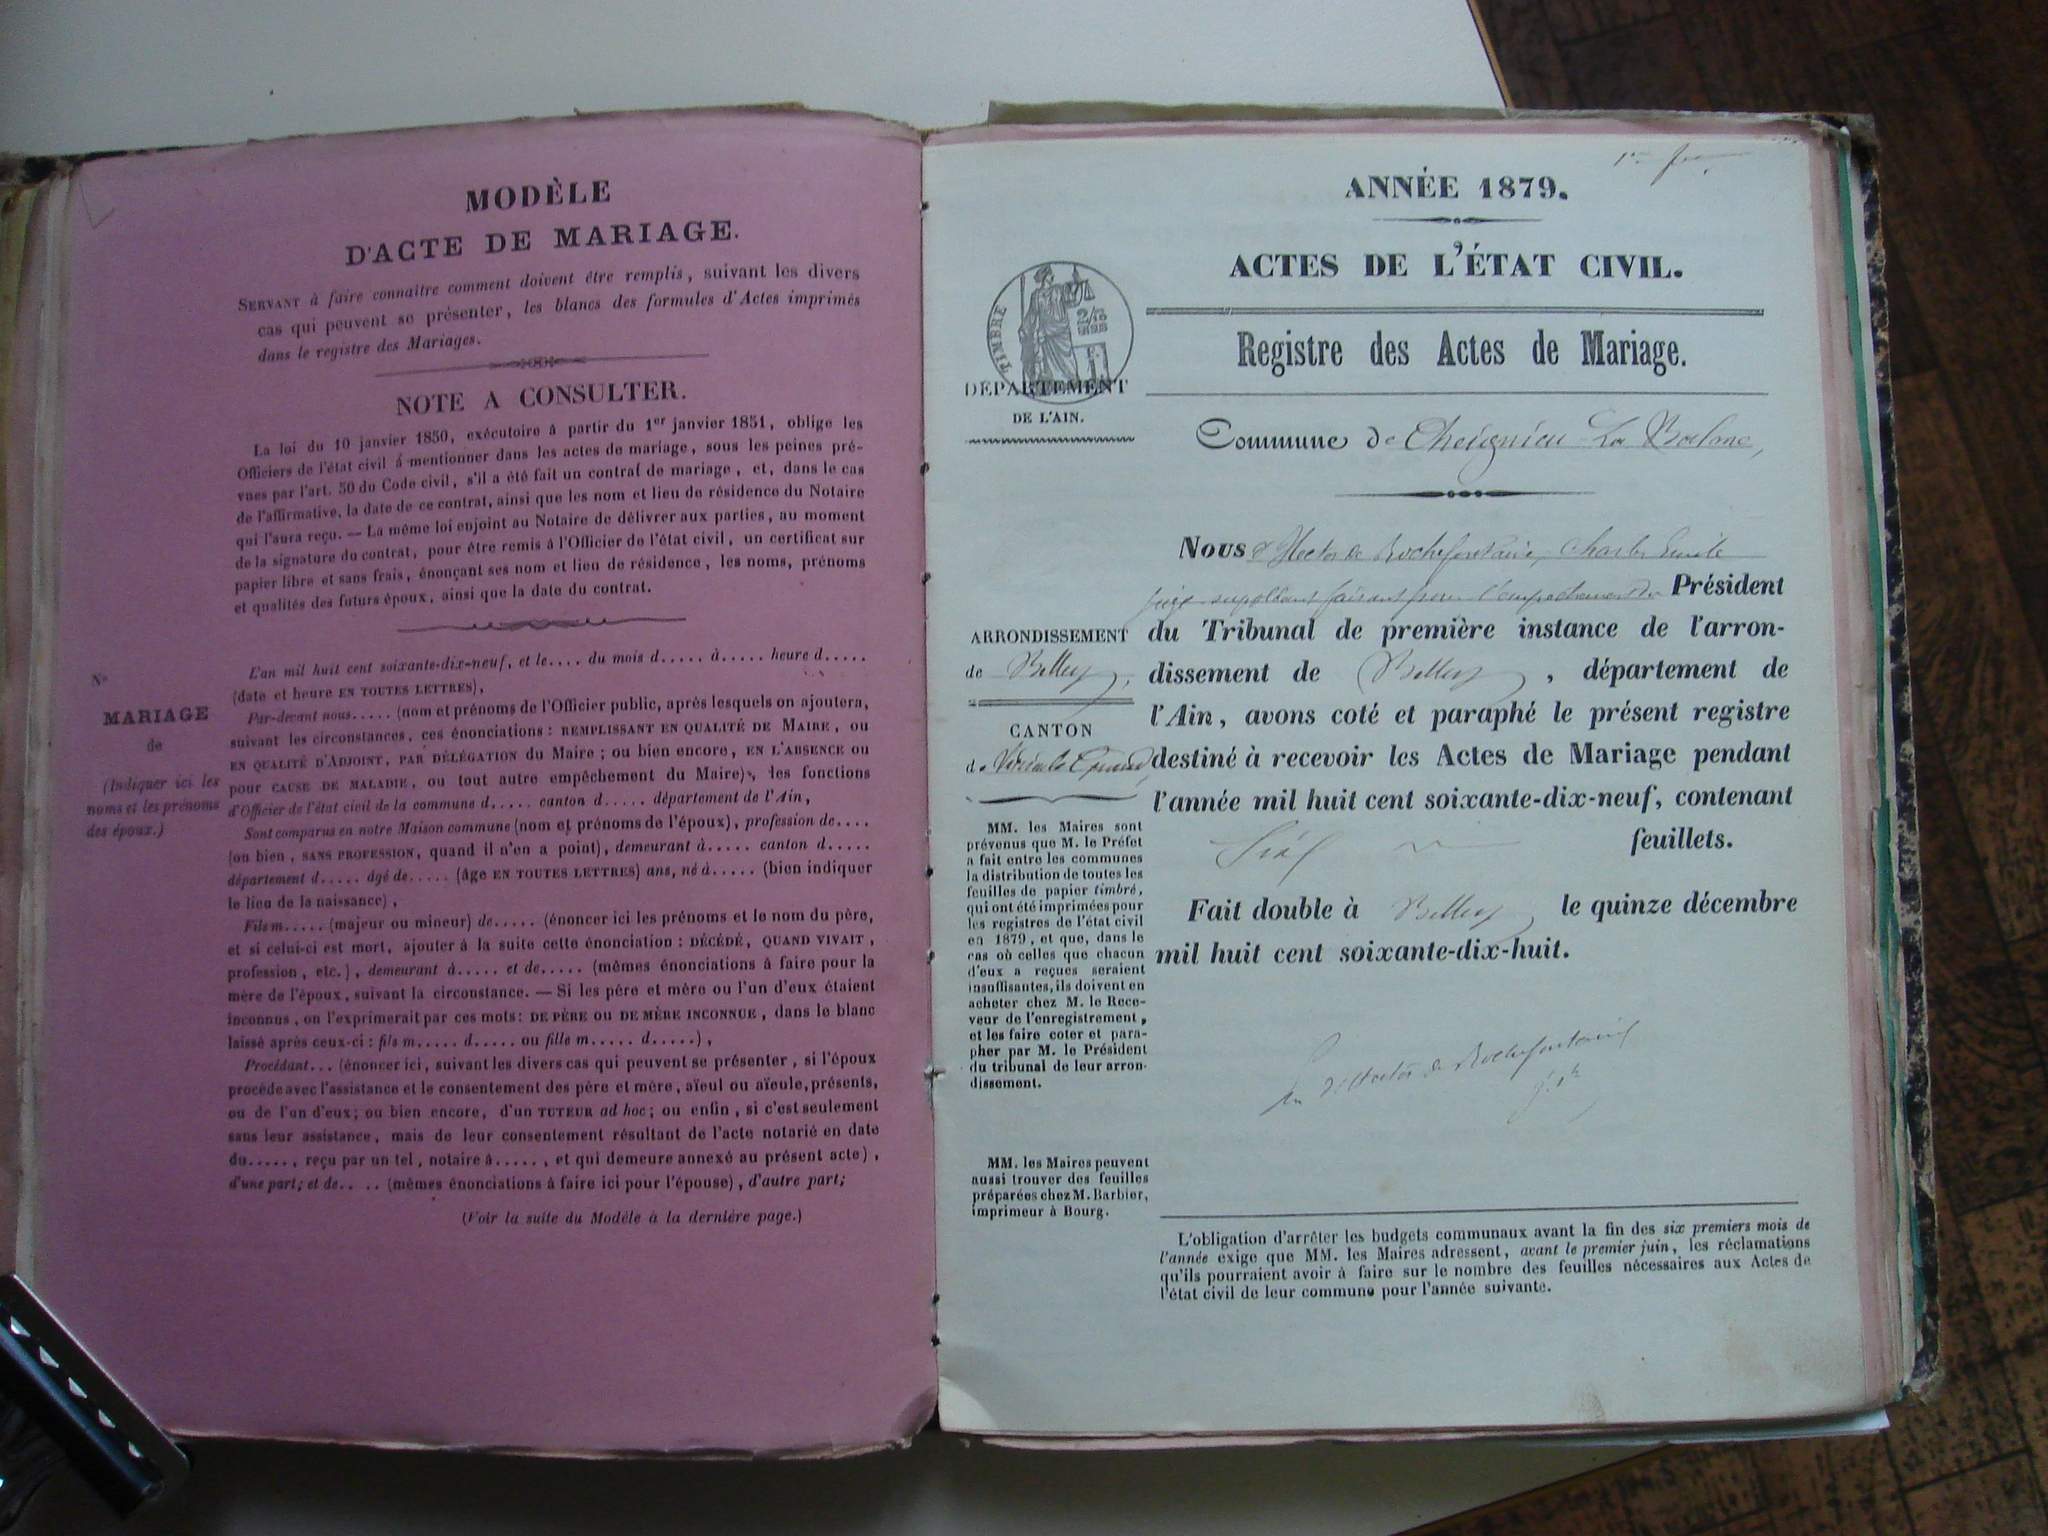 MODÈLE
D'ACTE DE MARIAGE.
SERVANT à faire connaître comment doivent être remplis, suivant les divers
cas qui peuvent se présenter, les blancs des formules d'Actes imprimés
dans le registre des Mariages.
NOTE A CONSULTER.
La loi du 10 janvier 1850, exécutoire à partir du 1er janvier 1851, oblige les
Officiers de l'état civil à mentionner dans les actes de mariage, sous les peines pré-
vues par l'art. 50 du Code civil, s'il a été fait un contrat de mariage, et, dans le cas
de l'affirmative, la date de ce contrat, ainsi que les nom et lieu de résidence du Notaire
qui l'aura reçu. — La même loi enjoint au Notaire de délivrer aux parties, au moment
de la signature du contrat, pour être remis à l'Officier de l'état civil, un certificat sur
papier libre et sans frais, énonçant ses nom et lieu de résidence, les noms, prénoms
et qualités des futurs époux, ainsi que la date du contrat.
No
MARIAGE
de
(Indiquer ici les
noms et les prénoms
des époux.)
L'an mil huit cent soixante-dix-neuf, et le.... du mois d..... à..... heure d.....
(date et heure EN TOUTES LETTRES),
Par-devant nous..... (nom et prénoms de l'Officier public, après lesquels on ajoutera,
suivant les circonstances, ces énonciations : REMPLISSANT EN QUALITÉ DE MAIRE, ou
EN QUALITÉ D'ADJOINT, PAR DÉLÉGATION du Maire; ou bien encore, EN L'ABSENCE ou
pour CAUSE DE MALADIE, ou tout autre empêchement du Maire), les fonctions
d'Officier de l'état civil de la commune d..... canton d..... département de l'Ain,
Sont comparus en notre Maison commune (nom et prénoms de l'époux), profession de....
(ou bien, SANS PROFESSION, quand il n'en a point), demeurant à..... canton d.....
département d..... âgé de..... (âge EN TOUTES LETTRES) ans, né à..... (bien indiquer
le lieu de la naissance),
Fils m..... (majeur ou mineur) de..... (énoncer ici les prénoms et le nom du père,
et si celui-ci est mort, ajouter à la suite cette énonciation : DÉCÉDÉ, QUAND VIVAIT,
profession, etc.), demeurant à..... et de..... (mêmes énonciations à faire pour la
mère de l'époux, suivant la circonstance. — Si les père et mère ou l'un d'eux étaient
inconnus, on l'exprimerait par ces mots: DE PÈRE OU DE MÈRE INCONNUE, dans le blanc
laissé après ceux-ci : fils m..... d..... ou fille m..... d.....),
Procédant... (énoncer ici, suivant les divers cas qui peuvent se présenter, si l'époux
procède avec l'assistance et le consentement des père et mère, aïeul ou aïeule, présents,
ou de l'un d'eux; ou bien encore, d'un TUTEUR ad hoc; ou enfin, si c'est seulement
sans leur assistance, mais de leur consentement résultant de l'acte notarié en date
du....., reçu par un tel, notaire à....., et qui demeure annexé au présent acte),
d'une part; et de.. .. (mêmes énonciations à faire ici pour l'épouse), d'autre part;
(Voir la suite du Modèle à la dernière page.)
ANNÉE 1879.
ACTES DE L'ÉTAT CIVIL.
TIMBRE
2/10
EN SUS
Registre des Actes de Mariage.
DÉPARTEMENT
DE L'AIN.
Commune de Cheignieu La Balme,
Nous d'Hector de Rochefontaine, Charles Emile
juge suppléant faisant pour l'empêchement du Président
du Tribunal de première instance de l'arron-
dissement de Belley, département de
l'Ain, avons coté et paraphé le présent registre
destiné à recevoir les Actes de Mariage pendant
l'année mil huit cent soixante-dix-neuf, contenant
feuillets.
Fait double à Belley le quinze décembre
mil huit cent soixante-dix-huit.
d'Hector de Rochefontaine
ARRONDISSEMENT
de Belley,
CANTON
de Virieu le Grand,
MM. les Maires sont
prévenus que M. le Préfet
a fait entre les communes
la distribution de toutes les
feuilles de papier timbré,
qui ont été imprimées pour
les registres de l'état civil
en 1879, et que, dans le
cas où celles que chacun
d'eux a reçues seraient
insuffisantes, ils doivent en
acheter chez M. le Rece-
veur de l'enregistrement,
et les faire coter et para-
pher par M. le Président
du tribunal de leur arron-
dissement.
MM. les Maires peuvent
aussi trouver des feuilles
préparées chez M. Barbier,
imprimeur à Bourg.
L'obligation d'arrêter les budgets communaux avant la fin des six premiers mois de
l'année exige que MM. les Maires adressent, avant le premier juin, les réclamations
qu'ils pourraient avoir à faire sur le nombre des feuilles nécessaires aux Actes de
l'état civil de leur commune pour l'année suivante.